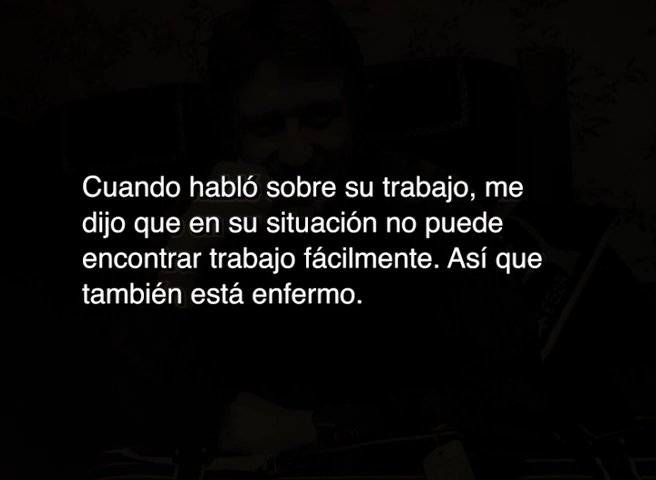 Cuando habló sobre su trabajo, me
dijo que en su situación no puede
encontrar trabajo fácilmente. Así que
también está enfermo.